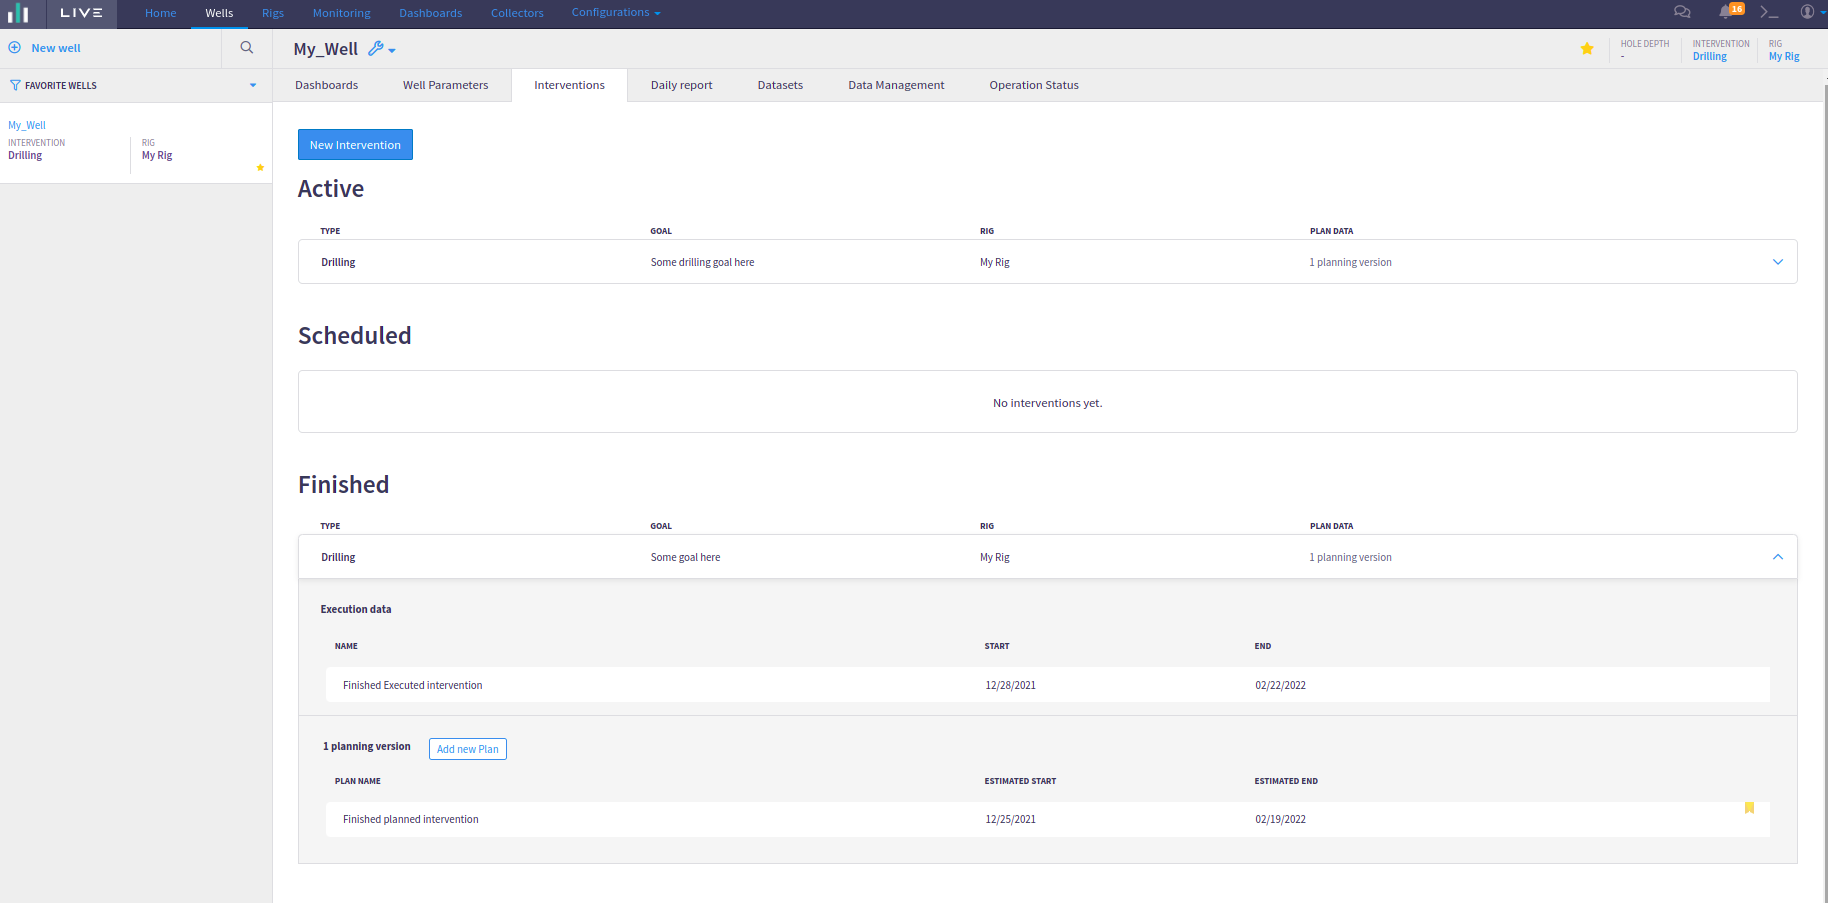 LIVE Home Wells Rigs Monitoring Dashboards Collectors Configurations 16
New well
My_Well
HOLE DEPTH INTERVENTION RIG
- Drilling My Rig
FAVORITE WELLS
Dashboards Well Parameters Interventions Daily report Datasets Data Management Operation Status
My_Well
INTERVENTION RIG
Drilling My Rig
New Intervention
Active
TYPE GOAL RIG PLAN DATA
Drilling Some drilling goal here My Rig 1 planning version
Scheduled
No interventions yet.
Finished
TYPE GOAL RIG PLAN DATA
Drilling Some goal here My Rig 1 planning version
Execution data
NAME START END
Finished Executed intervention 12/28/2021 02/22/2022
1 planning version Add new Plan
PLAN NAME ESTIMATED START ESTIMATED END
Finished planned intervention 12/25/2021 02/19/2022